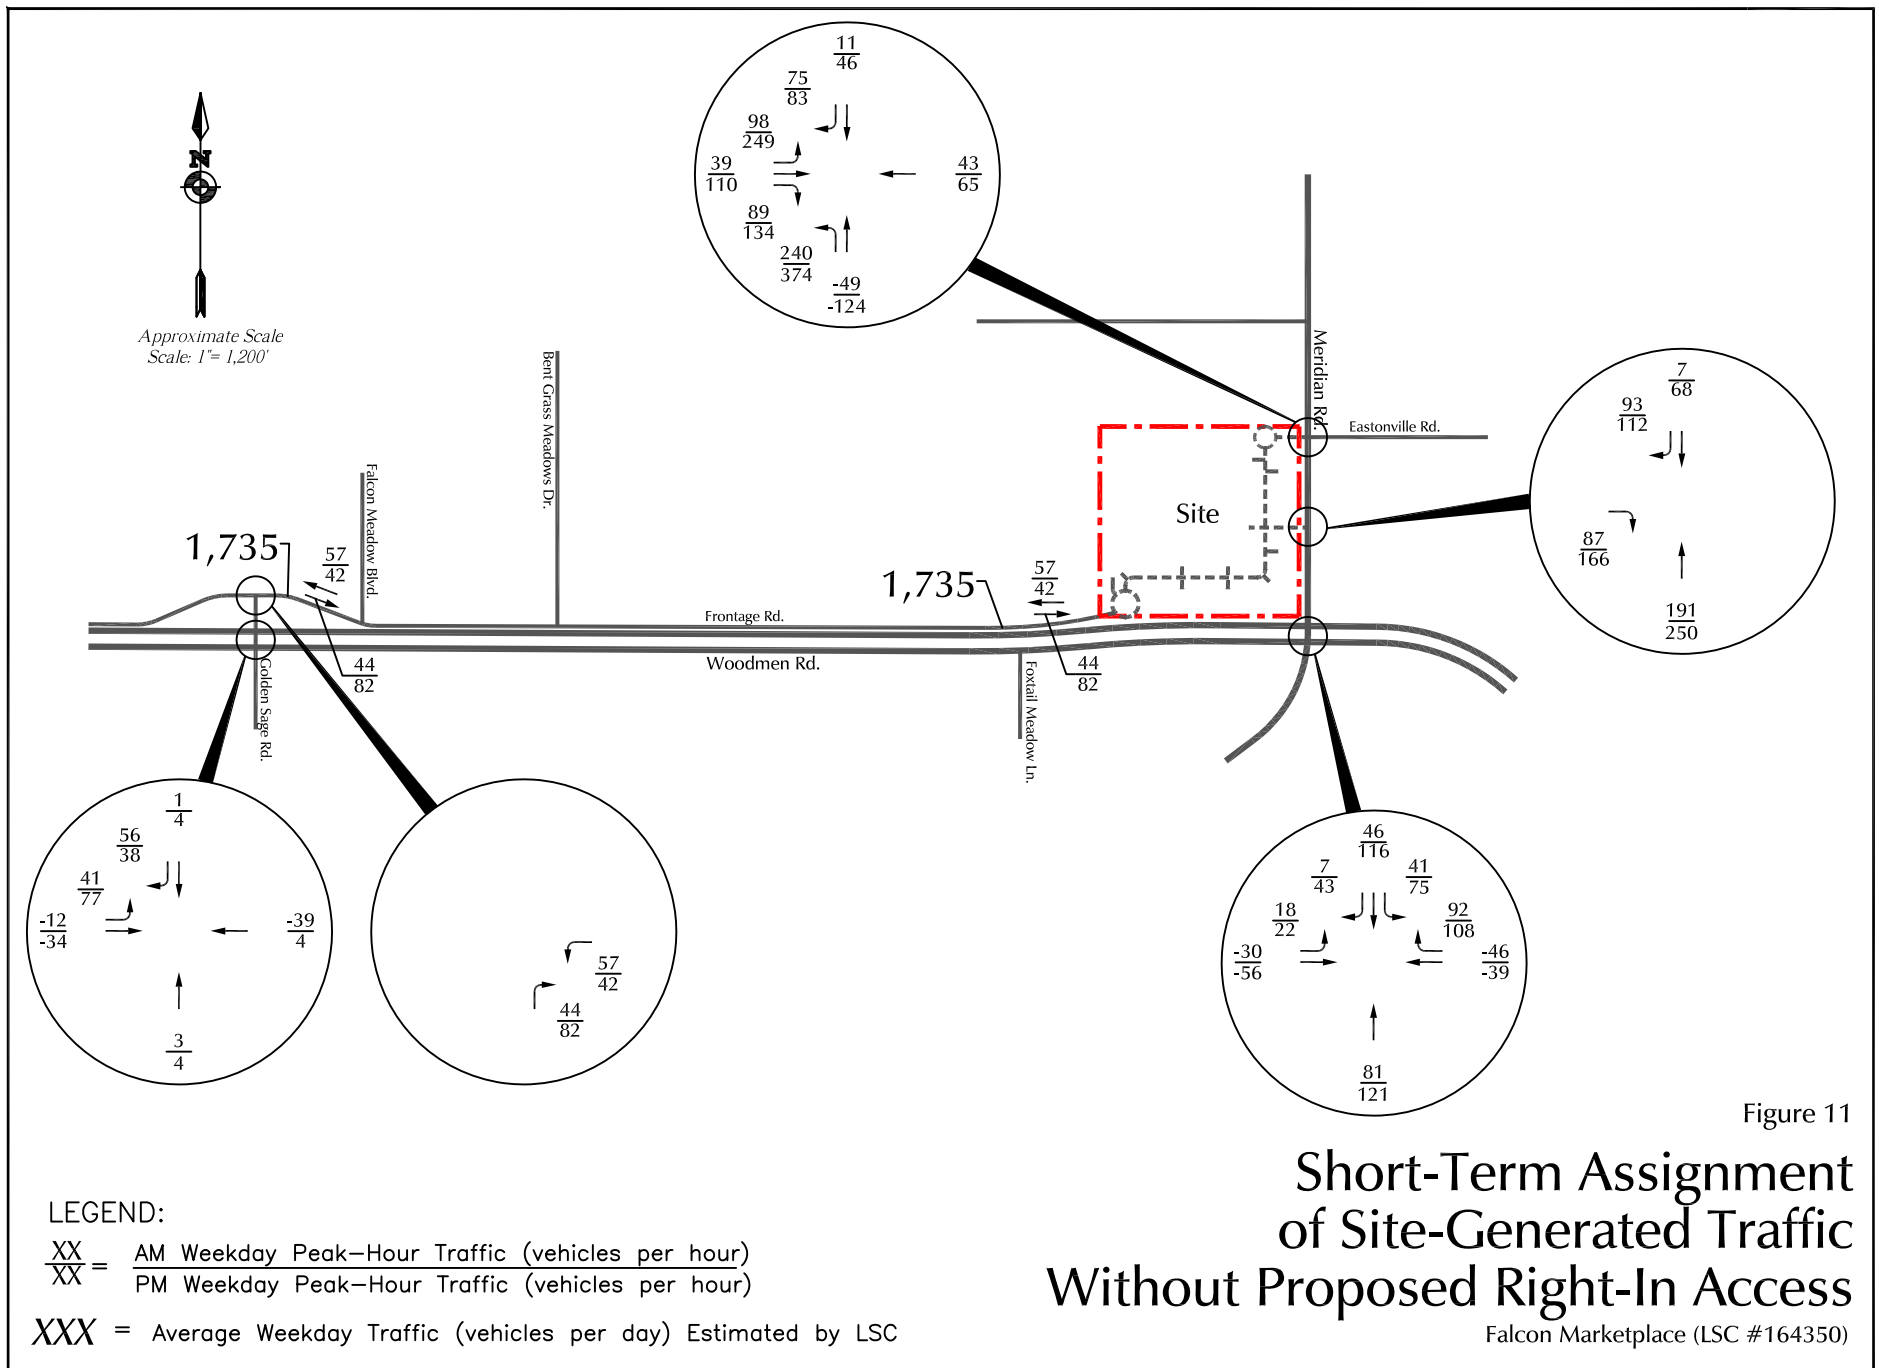 N
Approximate Scale
Scale: 1"= 1,200'
11
46
75
83
98
249
39
110
89
134
240
374
-49
-124
43
65
Meridian Rd.
Eastonville Rd.
7
68
93
112
87
166
191
250
Site
Bent Grass Meadows Dr.
Falcon Meadow Blvd.
1,735
57
42
44
82
1,735
57
42
44
82
Frontage Rd.
Woodmen Rd.
Golden Sage Rd.
Foxtail Meadow Ln.
1
4
56
38
41
77
-12
-34
-39
4
3
4
57
42
44
82
46
116
7
43
41
75
18
22
92
108
-30
-56
-46
-39
81
121
Figure 11
Short-Term Assignment
of Site-Generated Traffic
Without Proposed Right-In Access
Falcon Marketplace (LSC #164350)
LEGEND:
XX
XX
=
AM Weekday Peak-Hour Traffic (vehicles per hour)
PM Weekday Peak-Hour Traffic (vehicles per hour)
XXX = Average Weekday Traffic (vehicles per day) Estimated by LSC